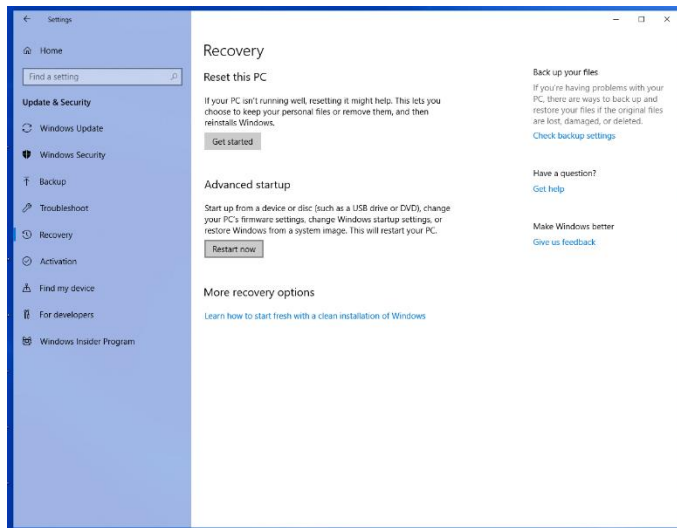 Settings
Home
Find a setting
Update & Security
Windows Update
Windows Security
Backup
Troubleshoot
Recovery
Activation
Find my device
For developers
Windows Insider Program
Recovery
Reset this PC
If your PC isn't running well, resetting it might help. This lets you
choose to keep your personal files or remove them, and then
reinstalls Windows.
Get started
Advanced startup
Start up from a device or disc (such as a USB drive or DVD), change
your PC's firmware settings, change Windows startup settings, or
restore Windows from a system image. This will restart your PC.
Restart now
More recovery options
Learn how to start fresh with a clean installation of Windows
Back up your files
If you're having problems with your
PC, there are ways to back up and
restore your files if the original files
are lost, damaged, or deleted.
Check backup settings
Have a question?
Get help
Make Windows better
Give us feedback